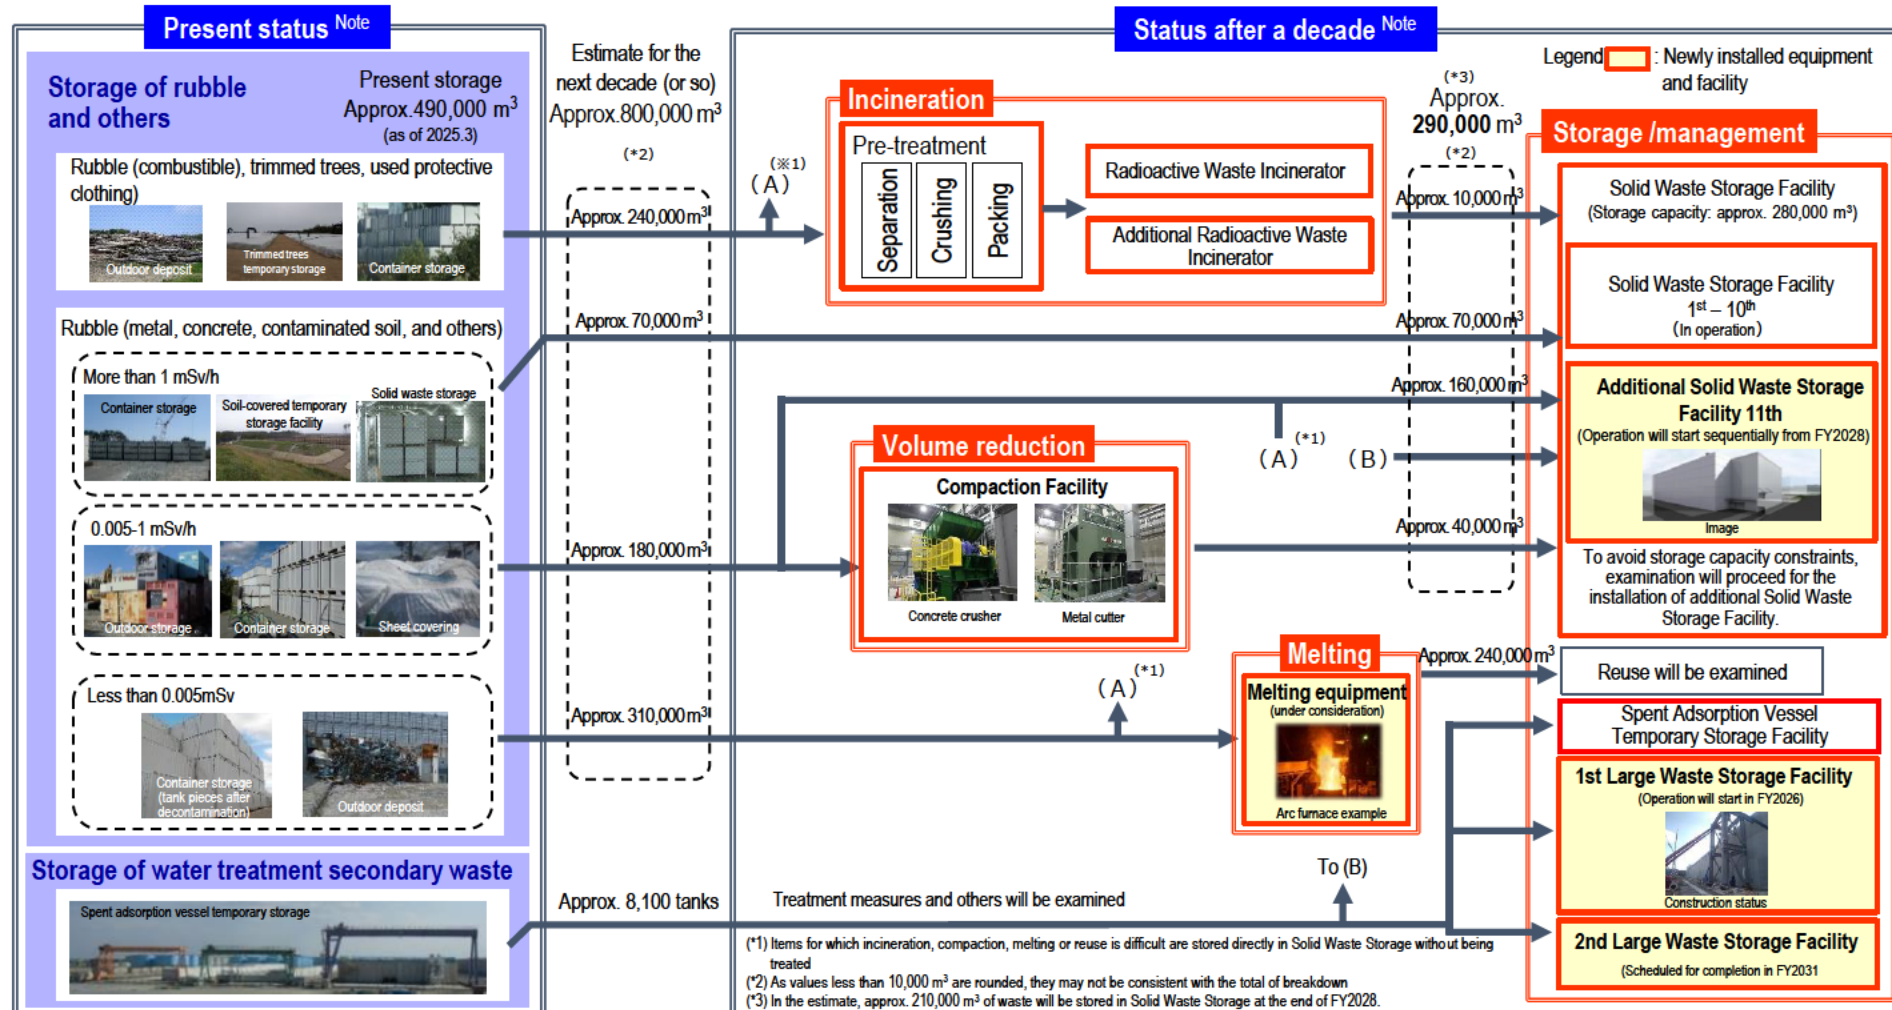 Present status Note
Storage of rubble
and others
Present storage
Approx.490,000 m³
(as of 2025.3)
Rubble (combustible), trimmed trees, used protective
clothing)
Outdoor deposit
Trimmed trees
temporary storage
Container storage
Rubble (metal, concrete, contaminated soil, and others)
More than 1 mSv/h
Container storage
Soil-covered temporary
storage facility
Solid waste storage
0.005-1 mSv/h
Outdoor storage
Container storage
Sheet covering
Less than 0.005mSv
Container storage
(tank pieces after
decontamination)
Outdoor deposit
Storage of water treatment secondary waste
Spent adsorption vessel temporary storage
Estimate for the
next decade (or so)
Approx.800,000 m³
(*2)
Approx. 240,000 m³
Approx. 70,000 m³
Approx. 180,000 m³
Approx. 310,000 m³
Approx. 8,100 tanks
Status after a decade Note
Legend : Newly installed equipment
and facility
(A) (※1)
Incineration
Pre-treatment
Separation
Crushing
Packing
Radioactive Waste Incinerator
Additional Radioactive Waste
Incinerator
Volume reduction
Compaction Facility
Concrete crusher
Metal cutter
(A) (*1)
(B)
(A) (*1)
Melting
Melting equipment
(under consideration)
Arc furnace example
To (B)
Treatment measures and others will be examined
(*3)
Approx.
290,000 m³
(*2)
Approx. 10,000 m³
Approx. 70,000 m³
Approx. 160,000 m³
Approx. 40,000 m³
Approx. 240,000 m³
Storage /management
Solid Waste Storage Facility
(Storage capacity: approx. 280,000 m³)
Solid Waste Storage Facility
1st – 10th
(In operation)
Additional Solid Waste Storage
Facility 11th
(Operation will start sequentially from FY2028)
Image
To avoid storage capacity constraints,
examination will proceed for the
installation of additional Solid Waste
Storage Facility.
Reuse will be examined
Spent Adsorption Vessel
Temporary Storage Facility
1st Large Waste Storage Facility
(Operation will start in FY2026)
Construction status
2nd Large Waste Storage Facility
(Scheduled for completion in FY2031
(*1) Items for which incineration, compaction, melting or reuse is difficult are stored directly in Solid Waste Storage without being
treated
(*2) As values less than 10,000 m³ are rounded, they may not be consistent with the total of breakdown
(*3) In the estimate, approx. 210,000 m³ of waste will be stored in Solid Waste Storage at the end of FY2028.